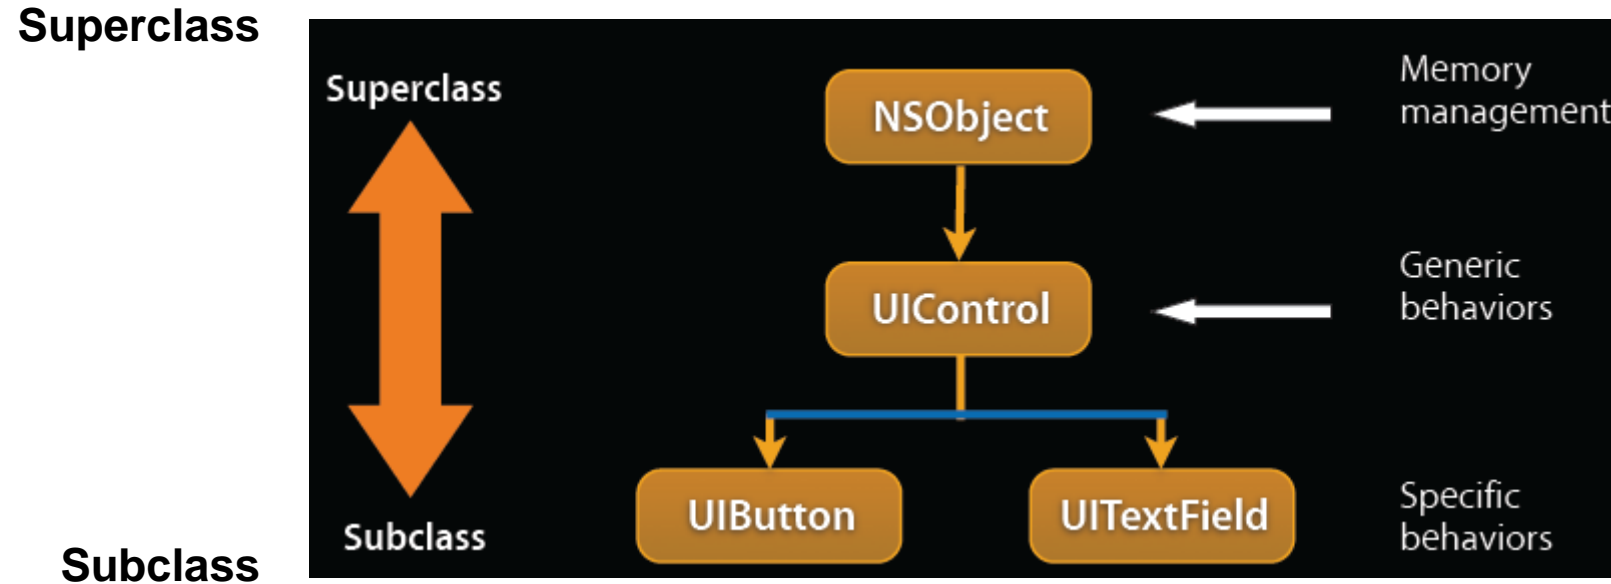 Superclass
Superclass
NSObject
Memory
management
UIControl
Generic
behaviors
UIButton
UITextField
Specific
behaviors
Subclass
Subclass